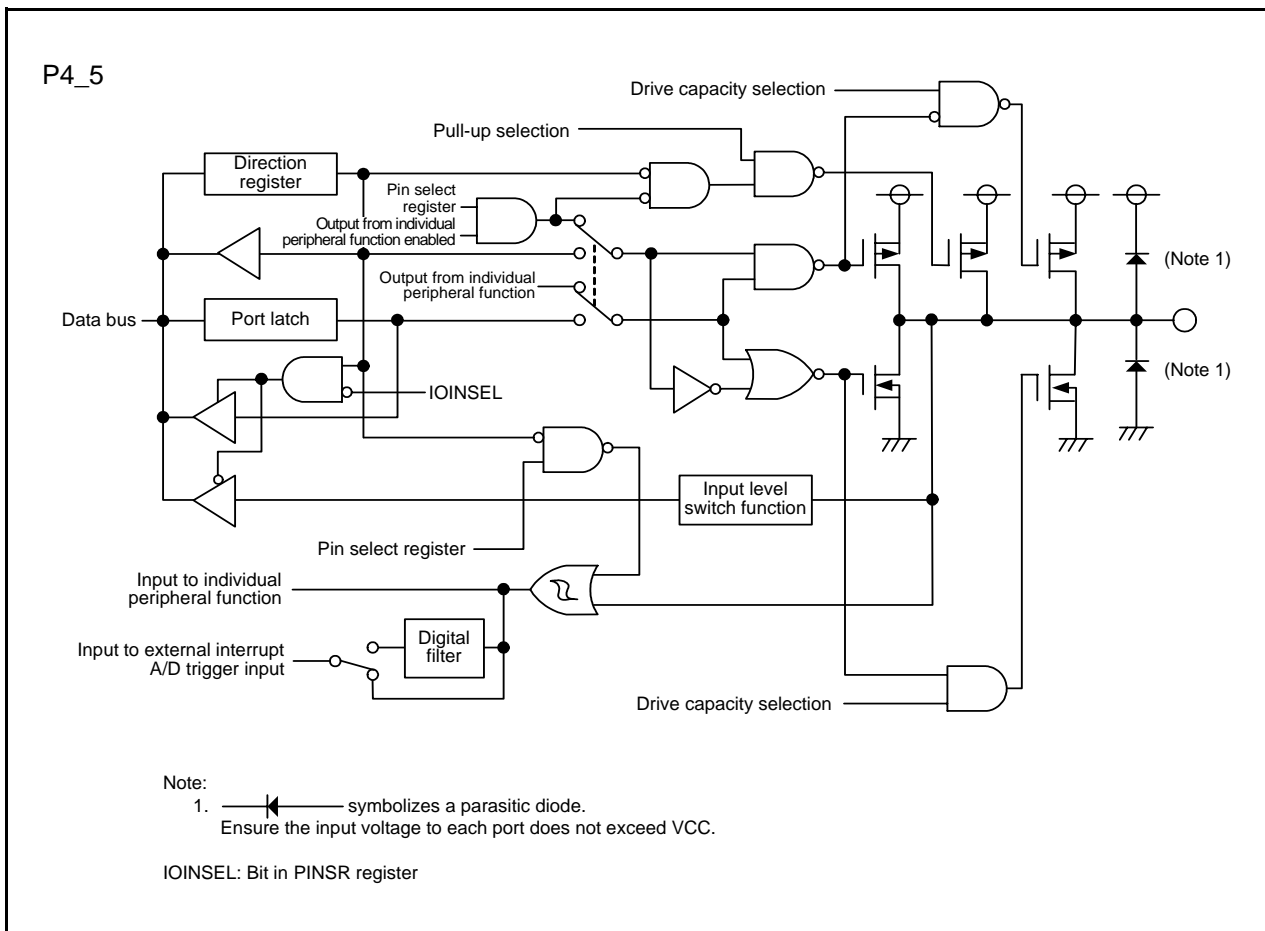 P4_5
Drive capacity selection
Pull-up selection
Direction
register
Pin select
register
Output from individual
peripheral function enabled
Output from individual
peripheral function
Data bus
Port latch
(Note 1)
(Note 1)
IOINSEL
Input level
switch function
Pin select register
Input to individual
peripheral function
Digital
filter
Input to external interrupt
A/D trigger input
Drive capacity selection
Note:
1. symbolizes a parasitic diode.
Ensure the input voltage to each port does not exceed VCC.
IOINSEL: Bit in PINSR register